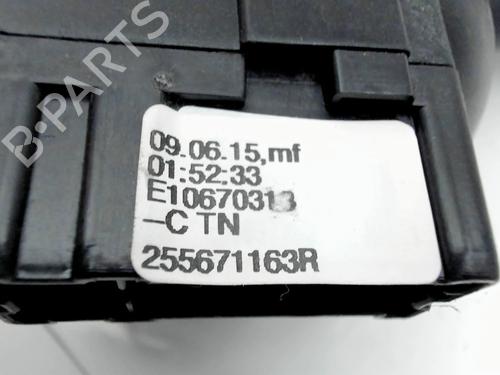 B-PARTS
09.06.15,mf
01:52:33
E10670313
-C TN
255671163R